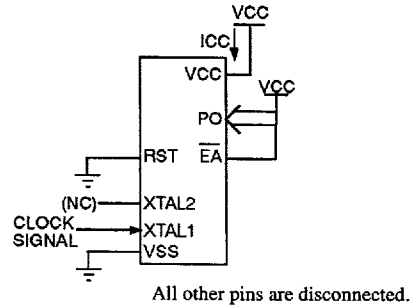 VCC
ICC
VCC
VCC
PO
RST
EA
(NC)
XTAL2
CLOCK
SIGNAL
XTAL1
VSS
All other pins are disconnected.